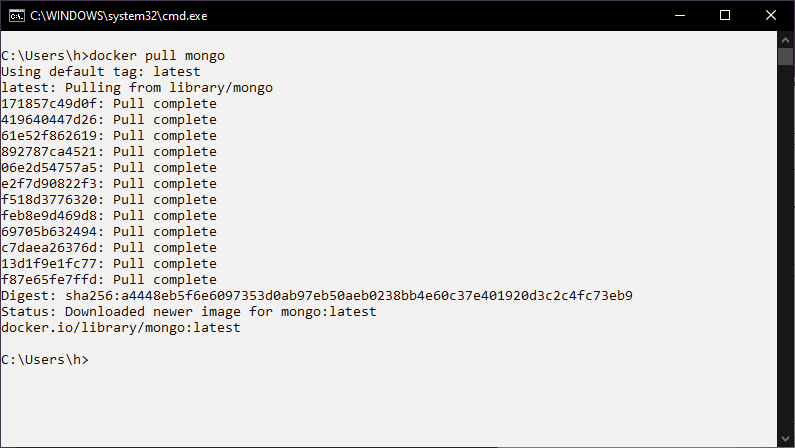 C:\WINDOWS\system32\cmd.exe
C:\Users\h>docker pull mongo
Using default tag: latest
latest: Pulling from library/mongo
171857c49d0f: Pull complete
419640447d26: Pull complete
61e52f862619: Pull complete
892787ca4521: Pull complete
06e2d54757a5: Pull complete
e2f7d90822f3: Pull complete
f518d3776320: Pull complete
feb8e9d469d8: Pull complete
69705b632494: Pull complete
c7daea26376d: Pull complete
13d1f9e1fc77: Pull complete
f87e65fe7ffd: Pull complete
Digest: sha256:a4448eb5f6e6097353d0ab97eb50aeb0238bb4e60c37e401920d3c2c4fc73eb9
Status: Downloaded newer image for mongo:latest
docker.io/library/mongo:latest
C:\Users\h>